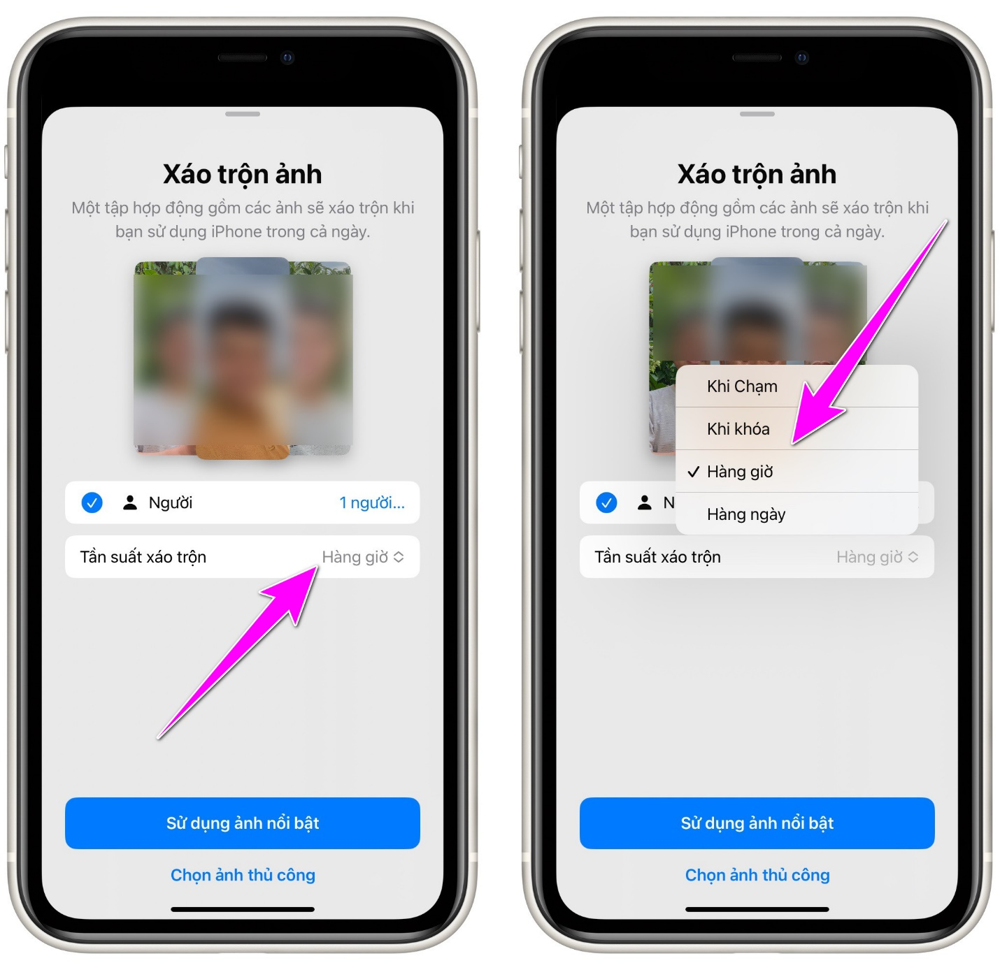 Xáo trộn ảnh
Một tập hợp động gồm các ảnh sẽ xáo trộn khi
bạn sử dụng iPhone trong cả ngày.
Người
1 người...
Tần suất xáo trộn
Hàng giờ
Sử dụng ảnh nổi bật
Chọn ảnh thủ công
Xáo trộn ảnh
Một tập hợp động gồm các ảnh sẽ xáo trộn khi
bạn sử dụng iPhone trong cả ngày.
Khi Chạm
Khi khóa
Hàng giờ
Hàng ngày
N
Tần suất xáo trộn
Hàng giờ
Sử dụng ảnh nổi bật
Chọn ảnh thủ công